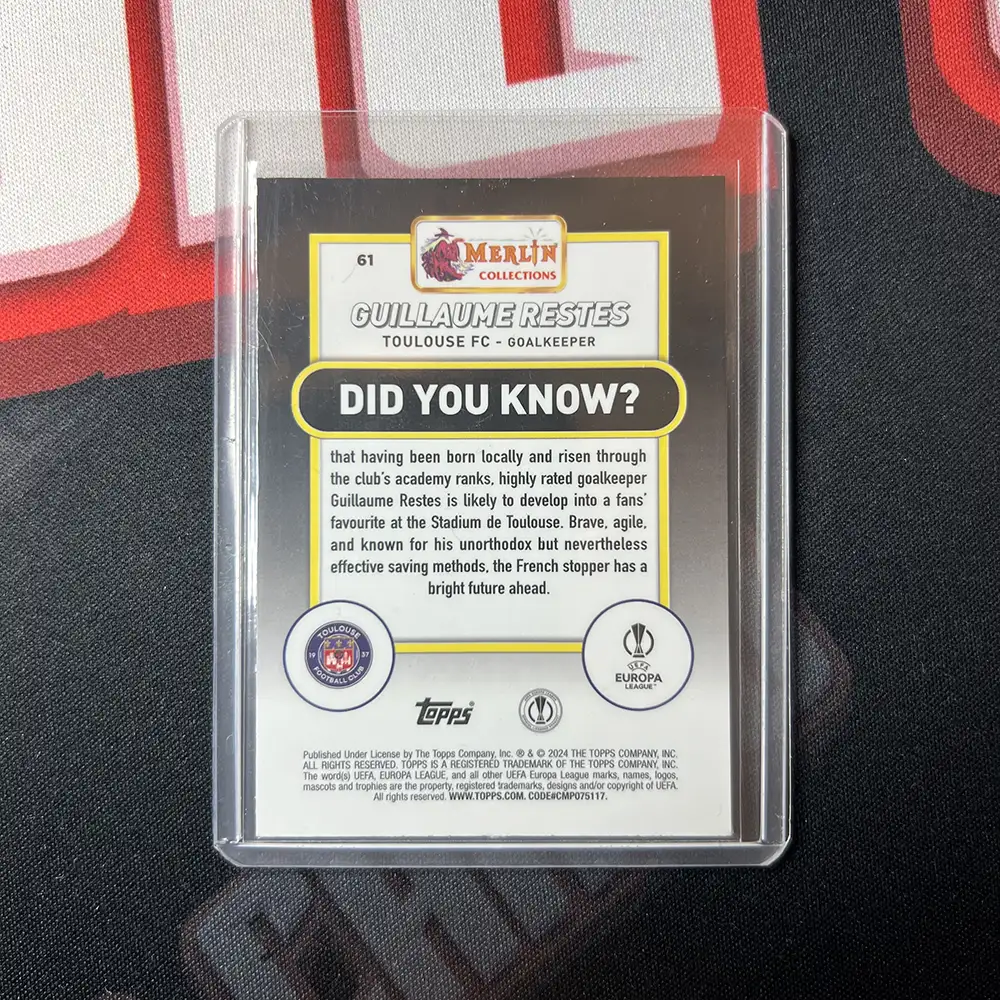 61
MERLIN
COLLECTIONS
GUILLAUME RESTES
TOULOUSE FC - GOALKEEPER
DID YOU KNOW?
that having been born locally and risen through
the club's academy ranks, highly rated goalkeeper
Guillaume Restes is likely to develop into a fans'
favourite at the Stadium de Toulouse. Brave, agile,
and known for his unorthodox but nevertheless
effective saving methods, the French stopper has a
bright future ahead.
TOULOUSE
19 37
FOOTBALL CLUB
UEFA
EUROPA
LEAGUE™
topps®
Published Under License by The Topps Company, Inc. ® & © 2024 THE TOPPS COMPANY, INC.
ALL RIGHTS RESERVED. TOPPS IS A REGISTERED TRADEMARK OF THE TOPPS COMPANY, INC.
The word(s) UEFA, EUROPA LEAGUE, and all other UEFA Europa League marks, names, logos,
mascots and trophies are the property, registered trademarks, designs and/or copyright of UEFA.
All rights reserved. WWW.TOPPS.COM. CODE#CMP075117.